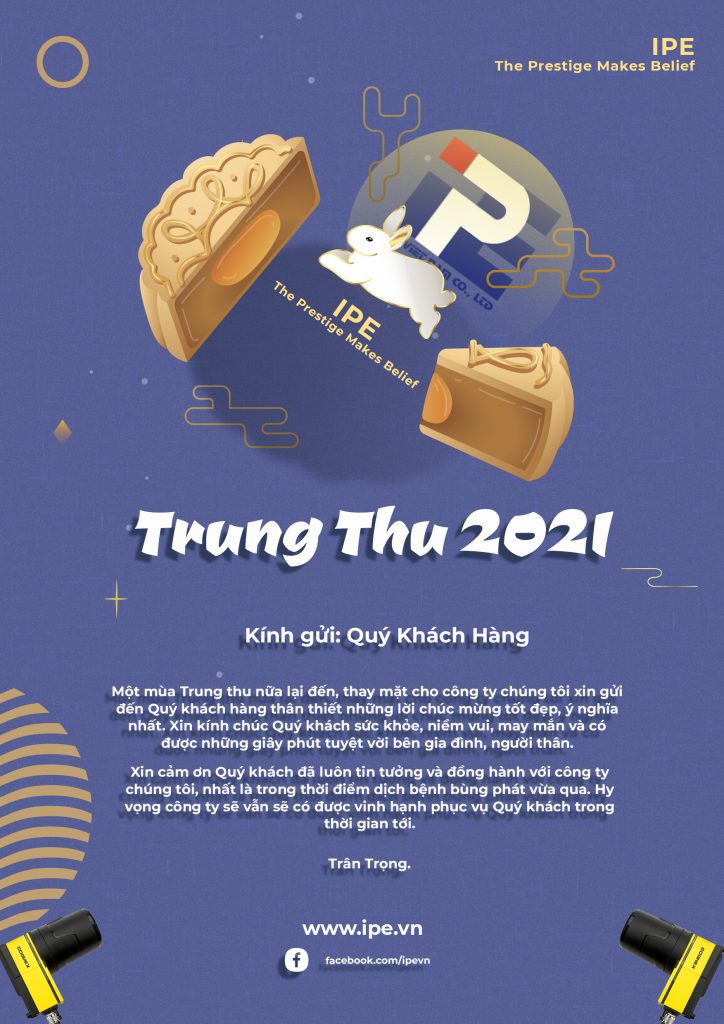 IPE
The Prestige Makes Belief
iPE
CO., LTD
IPE
The Prestige Makes Belief
Trung Thu 2021
Kính gửi: Quý Khách Hàng
Một mùa Trung thu nữa lại đến, thay mặt cho công ty chúng tôi xin gửi
đến Quý khách hàng thân thiết những lời chúc mừng tốt đẹp, ý nghĩa
nhất. Xin kính chúc Quý khách sức khỏe, niềm vui, may mắn và có
được những giây phút tuyệt vời bên gia đình, người thân.
Xin cảm ơn Quý khách đã luôn tin tưởng và đồng hành với công ty
chúng tôi, nhất là trong thời điểm dịch bệnh bùng phát vừa qua. Hy
vọng công ty sẽ vẫn sẽ có được vinh hạnh phục vụ Quý khách trong
thời gian tới.
Trân Trọng.
www.ipe.vn
facebook.com/ipevn
COGNEX
COGNEX